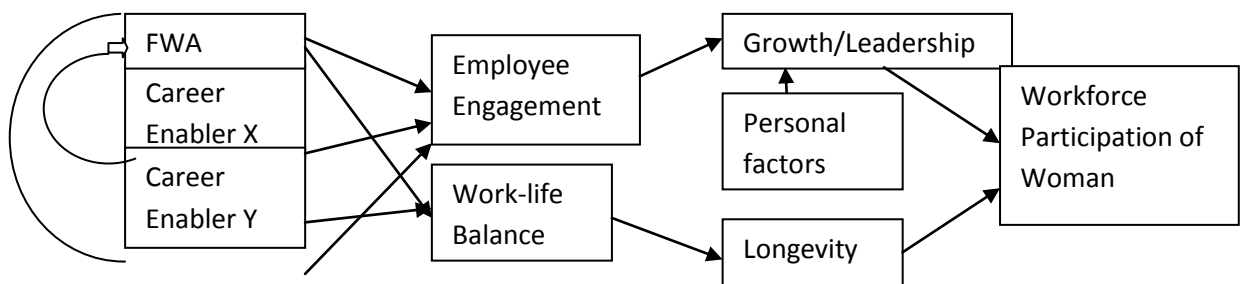 FWA
Career
Enabler X
Career
Enabler Y
Employee
Engagement
Work-life
Balance
Growth/Leadership
Personal
factors
Longevity
Workforce
Participation of
Woman